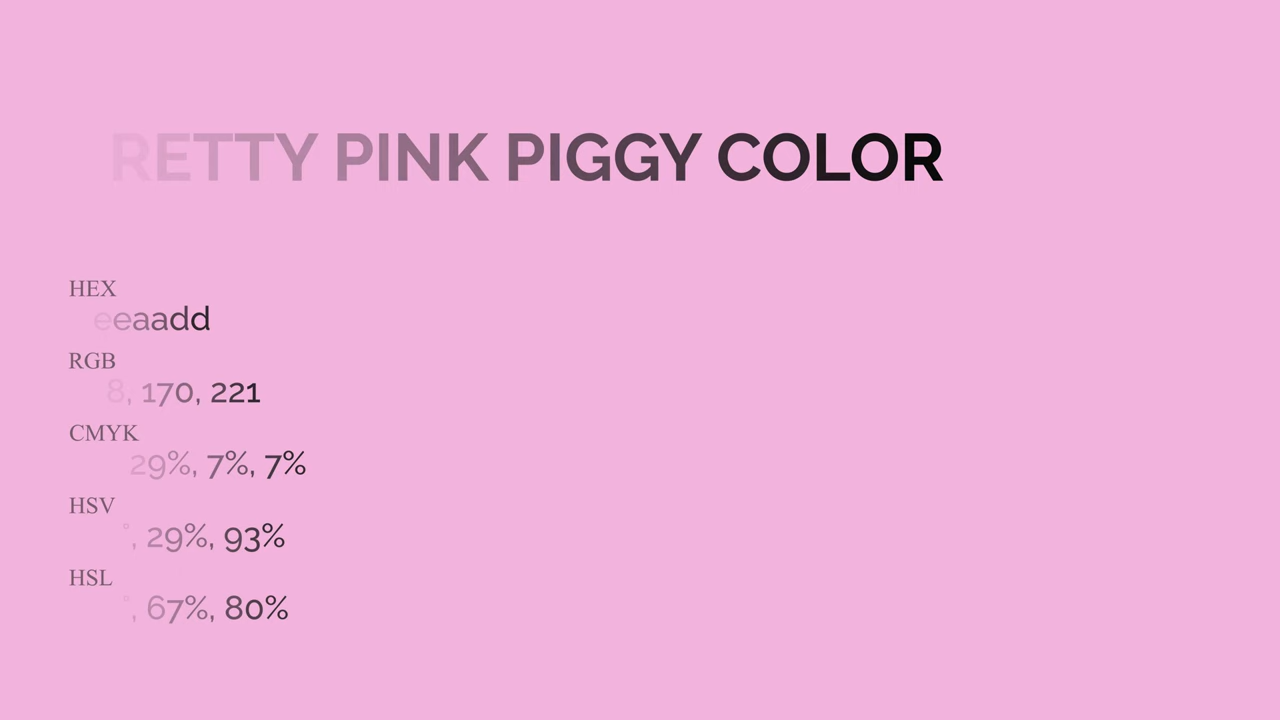 RETTY PINK PIGGY COLOR
HEX
eeaadd
RGB
8, 170, 221
CMYK
29%, 7%, 7%
HSV
°, 29%, 93%
HSL
°, 67%, 80%